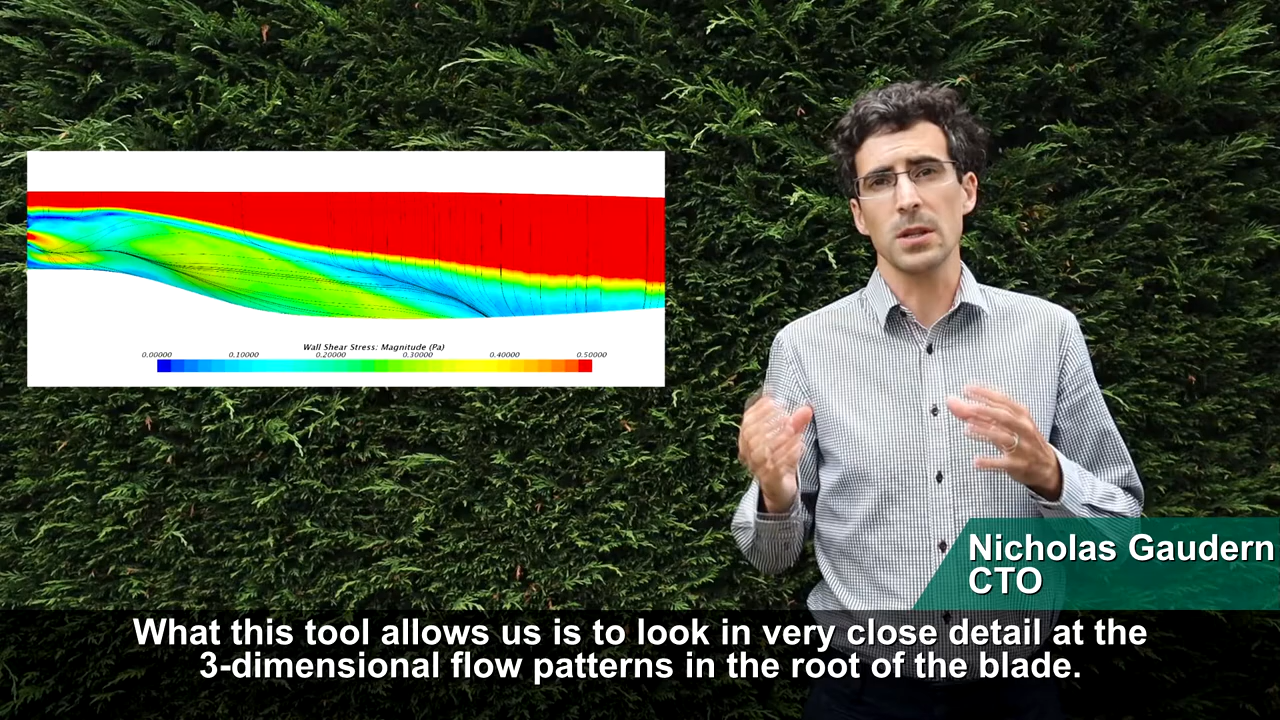 Wall Shear Stress: Magnitude (Pa)
0.00000 0.10000 0.20000 0.30000 0.40000 0.50000
Nicholas Gaudern
CTO
What this tool allows us is to look in very close detail at the
3-dimensional flow patterns in the root of the blade.